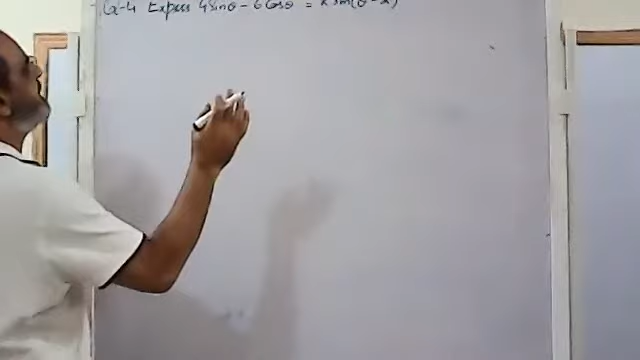 Q-4 Express 4Sinθ - 6Cosθ = R Sin(θ-α)